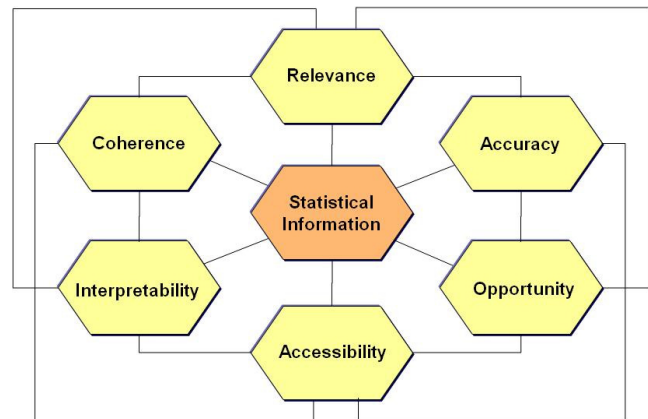 Relevance
Coherence
Accuracy
Statistical
Information
Interpretability
Opportunity
Accessibility